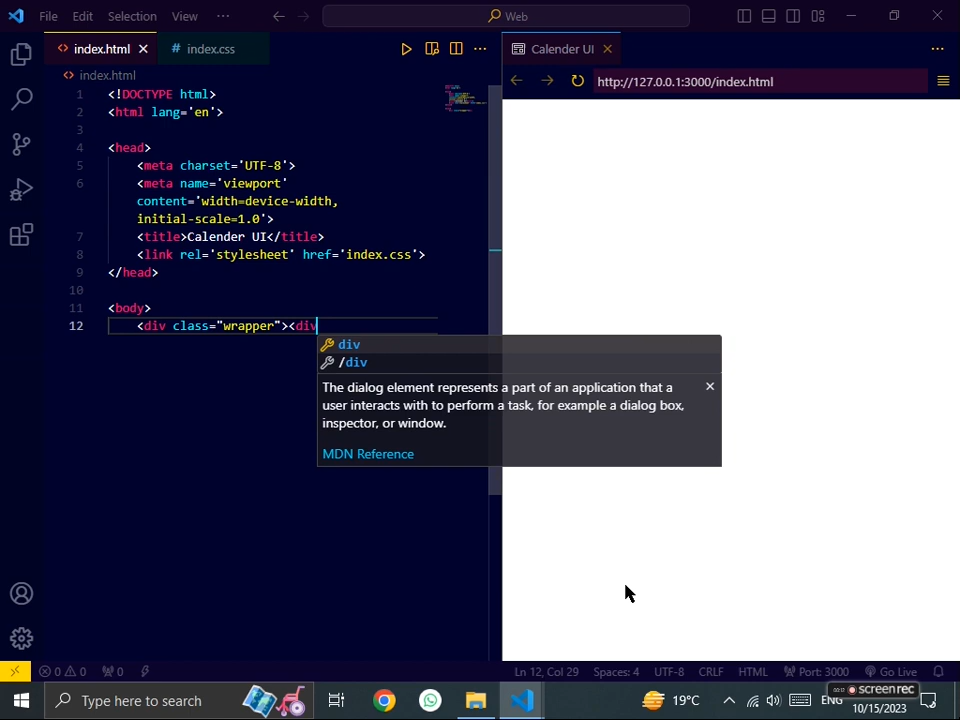 File Edit Selection View ··· Web
index.html index.css Calender UI
index.html http://127.0.0.1:3000/index.html
1 <!DOCTYPE html>
2 <html lang='en'>
3
4 <head>
5 <meta charset='UTF-8'>
6 <meta name='viewport'
content='width=device-width,
initial-scale=1.0'>
7 <title>Calender UI</title>
8 <link rel='stylesheet' href='index.css'>
9 </head>
10
11 <body>
12 <div class="wrapper"><div
div
/div
The dialog element represents a part of an application that a
user interacts with to perform a task, for example a dialog box,
inspector, or window.
MDN Reference
0 0 0 Ln 12, Col 29 Spaces: 4 UTF-8 CRLF HTML Port: 3000 Go Live
Type here to search 19°C ENG
screenrec
10/15/2023